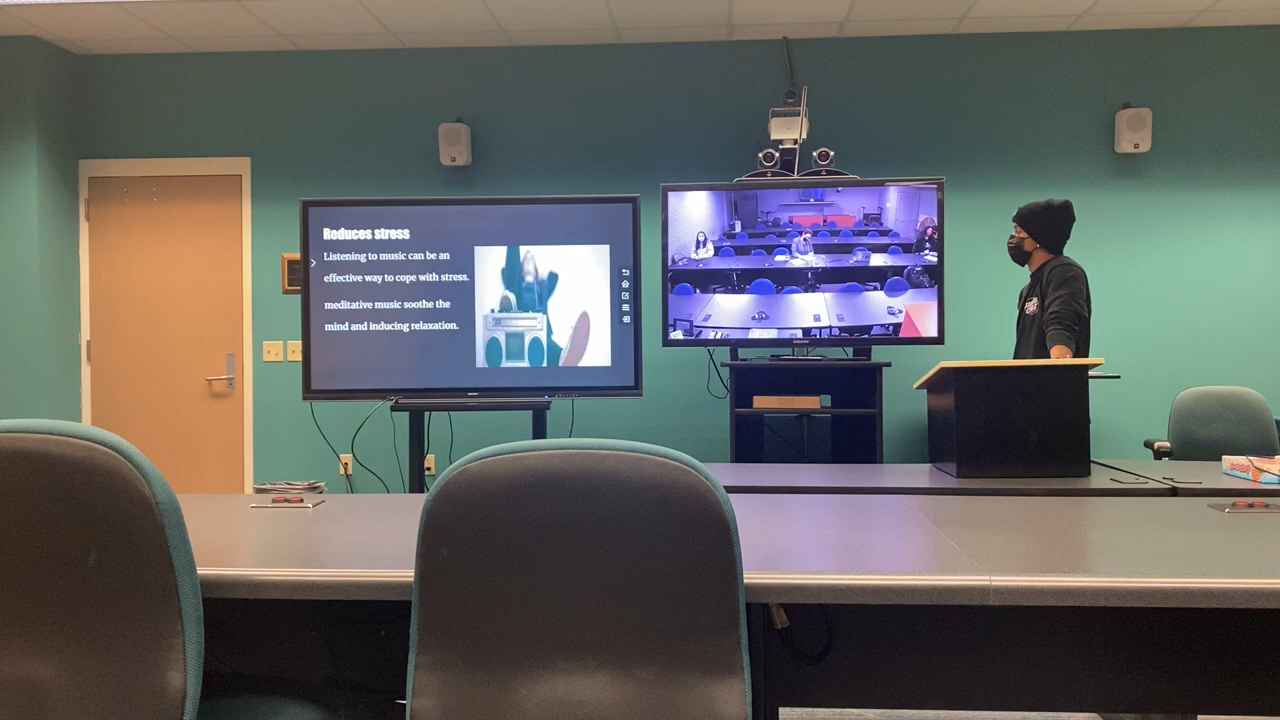 Reduces stress
Listening to music can be an
effective way to cope with stress.
meditative music soothe the
mind and inducing relaxation.
SAMSUNG